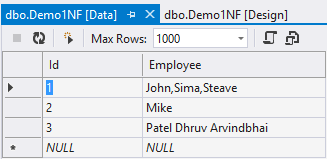 dbo.Demo1NF [Data] dbo.Demo1NF [Design]
Max Rows: 1000
Id Employee
1 John,Sima,Steave
2 Mike
3 Patel Dhruv Arvindbhai
NULL NULL